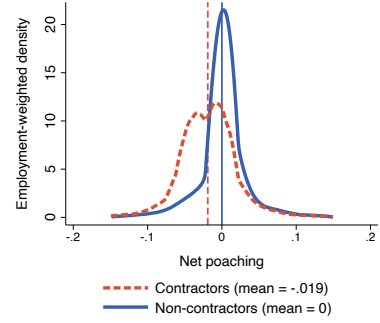 Employment-weighted density
20
15
10
5
0
-.2
-.1
0
.1
.2
Net poaching
Contractors (mean = -.019)
Non-contractors (mean = 0)